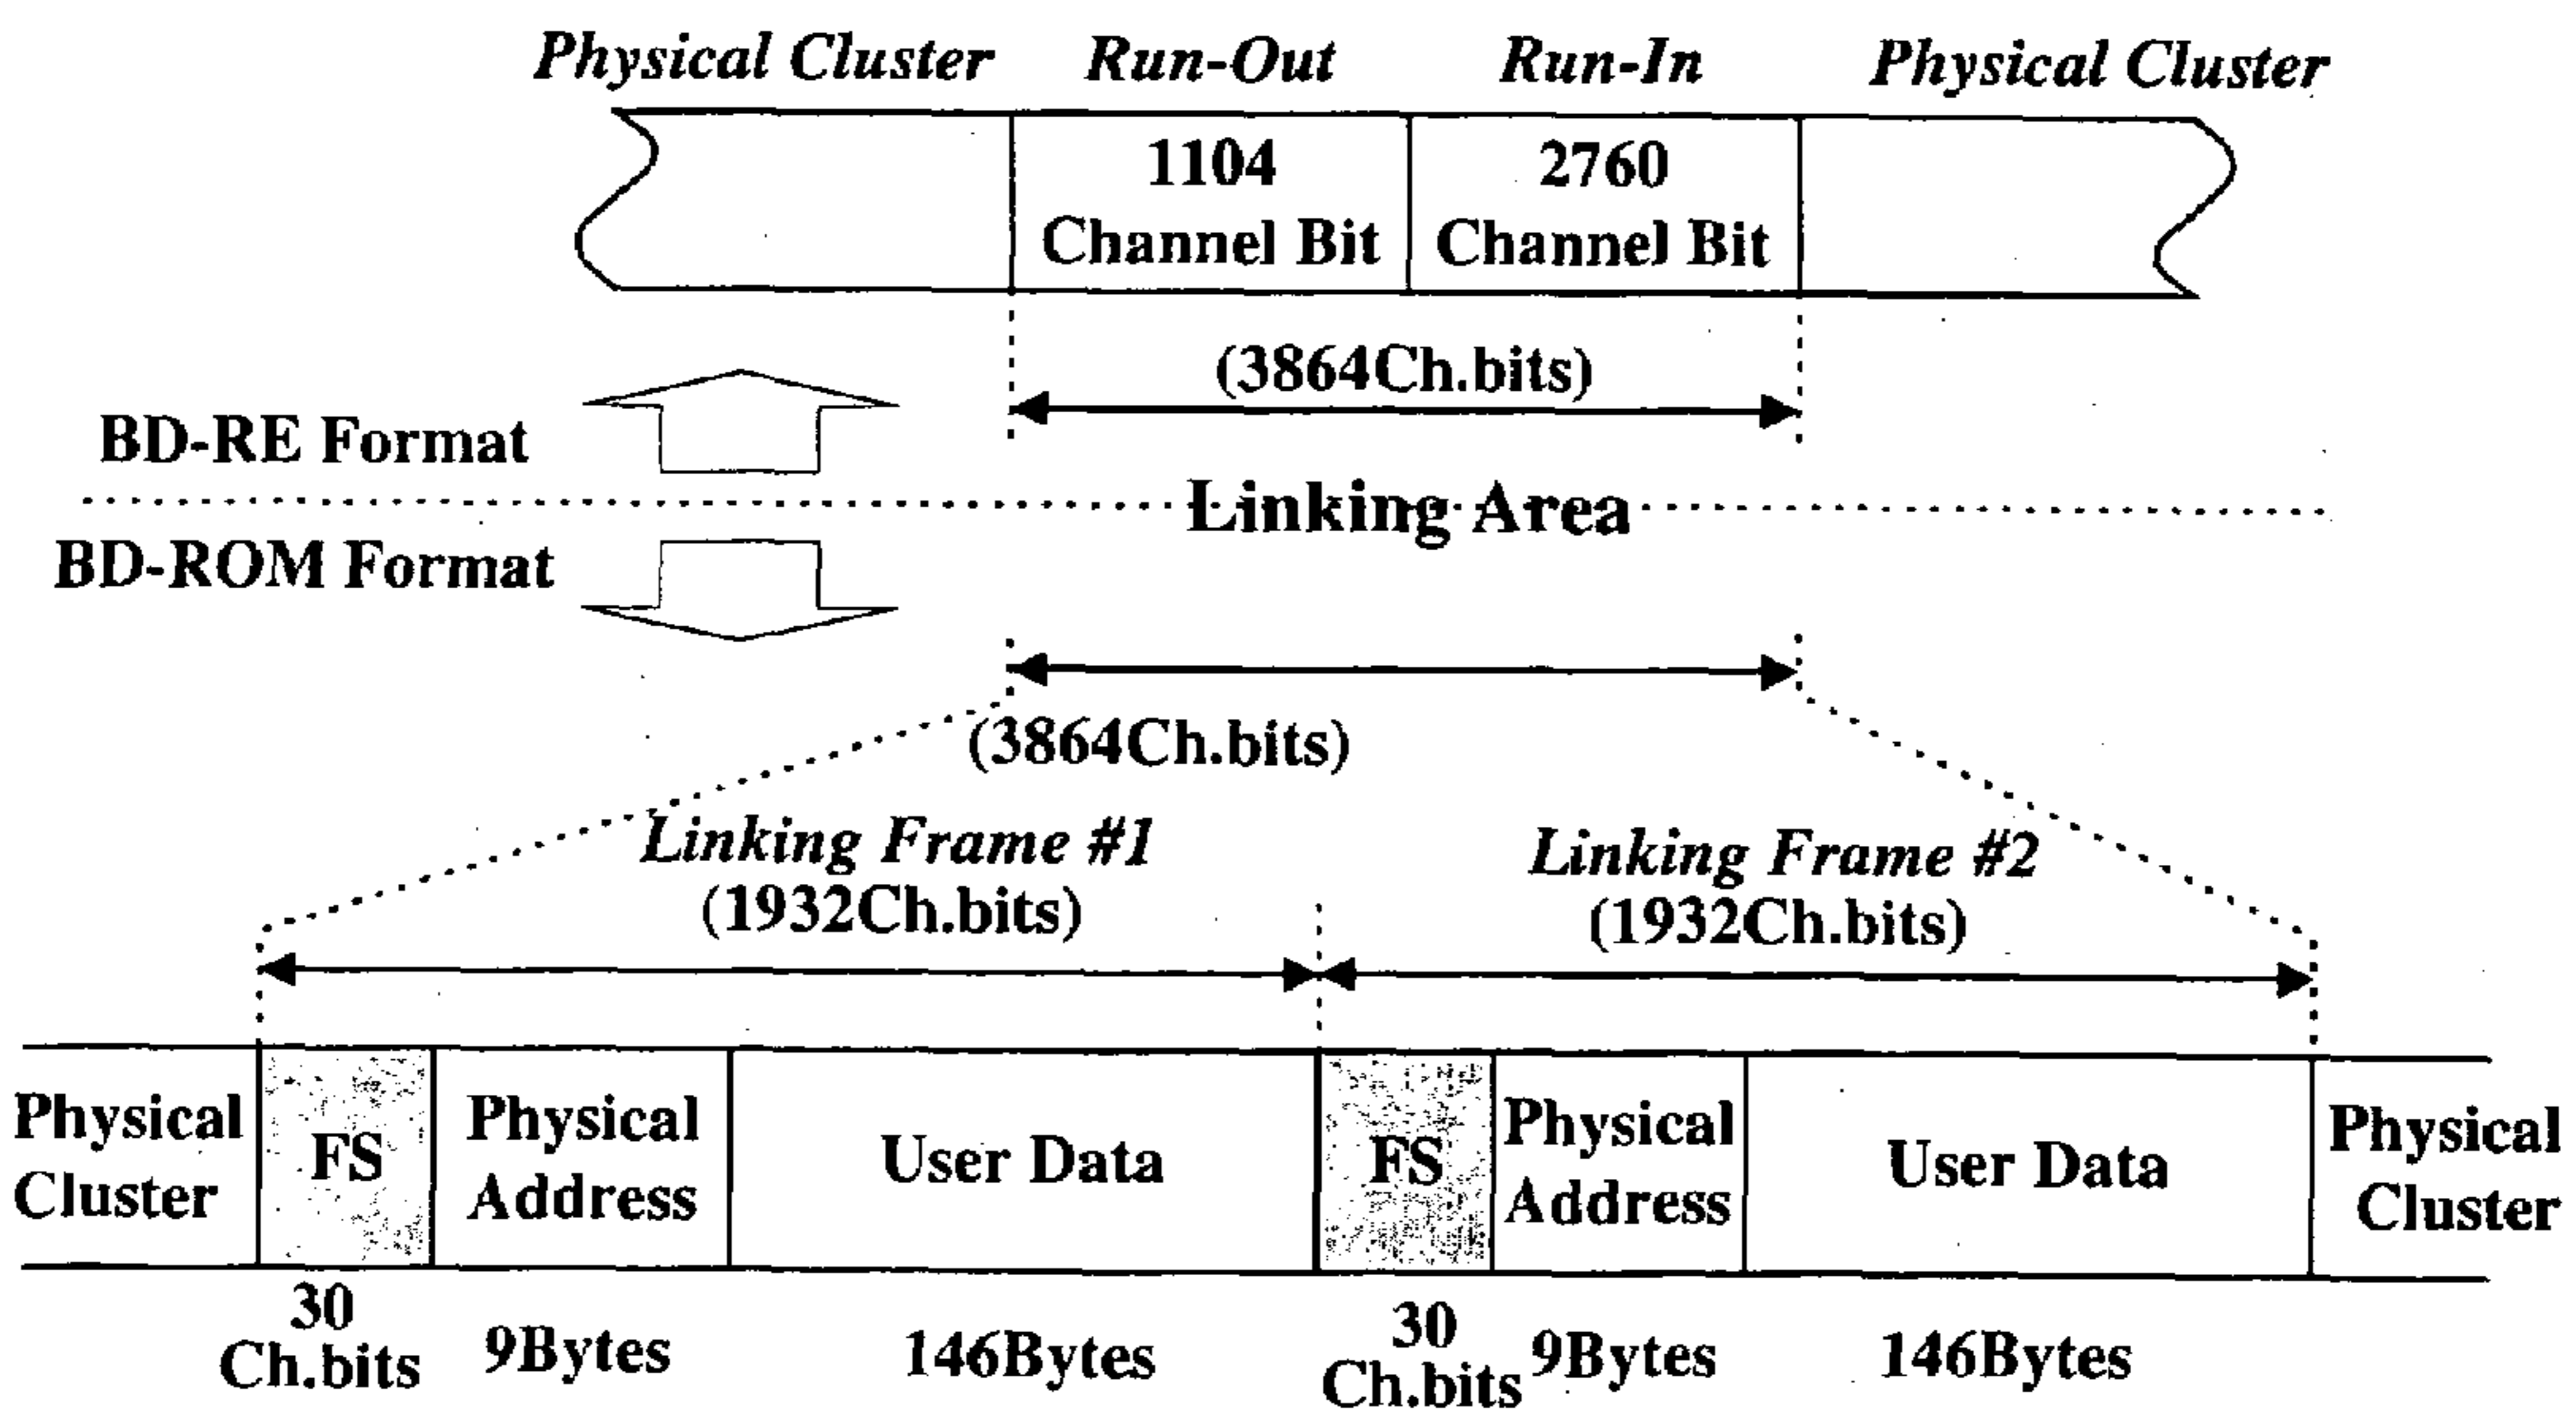 Physical Cluster Run-Out Run-In Physical Cluster
1104 2760
Channel Bit Channel Bit
(3864Ch.bits)
BD-RE Format
Linking Area
BD-ROM Format
(3864Ch.bits)
Linking Frame #1 Linking Frame #2
(1932Ch.bits) (1932Ch.bits)
Physical Physical Physical Physical
FS User Data FS User Data
Cluster Address Address Cluster
30 30
Ch.bits 9Bytes 146Bytes Ch.bits 9Bytes 146Bytes